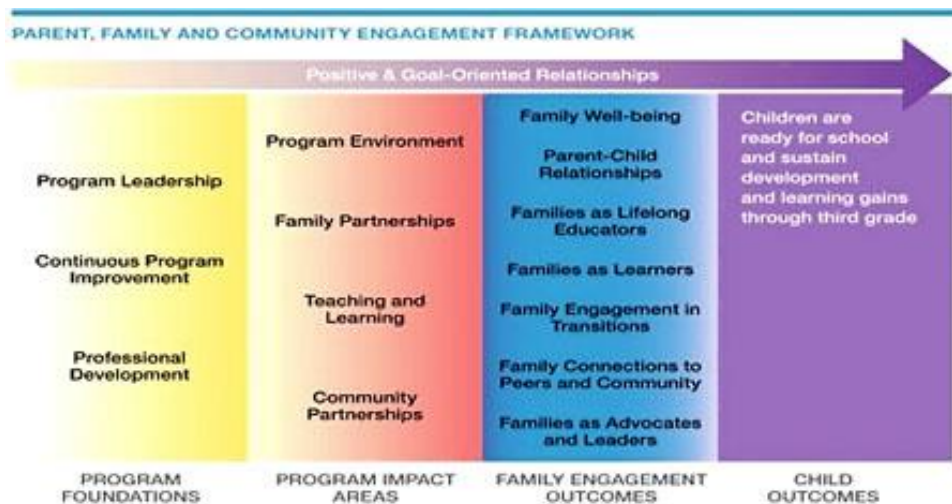 PARENT, FAMILY AND COMMUNITY ENGAGEMENT FRAMEWORK
Positive & Goal-Oriented Relationships
Program Leadership
Continuous Program
Improvement
Professional
Development
PROGRAM
FOUNDATIONS
Program Environment
Family Partnerships
Teaching and
Learning
Community
Partnerships
PROGRAM IMPACT
AREAS
Family Well-being
Parent-Child
Relationships
Families as Lifelong
Educators
Families as Learners
Family Engagement in
Transitions
Family Connections to
Peers and Community
Families as Advocates
and Leaders
FAMILY ENGAGEMENT
OUTCOMES
Children are
ready for school
and sustain
development
and learning gains
through third grade
CHILD
OUTCOMES